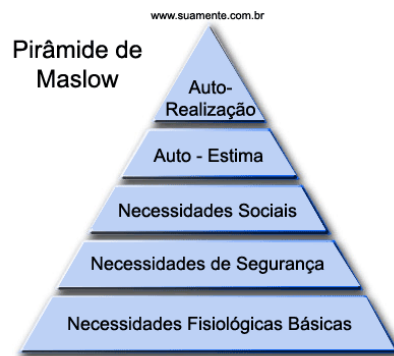 www.suamente.com.br
Pirâmide de
Maslow
Auto-
Realização
Auto - Estima
Necessidades Sociais
Necessidades de Segurança
Necessidades Fisiológicas Básicas